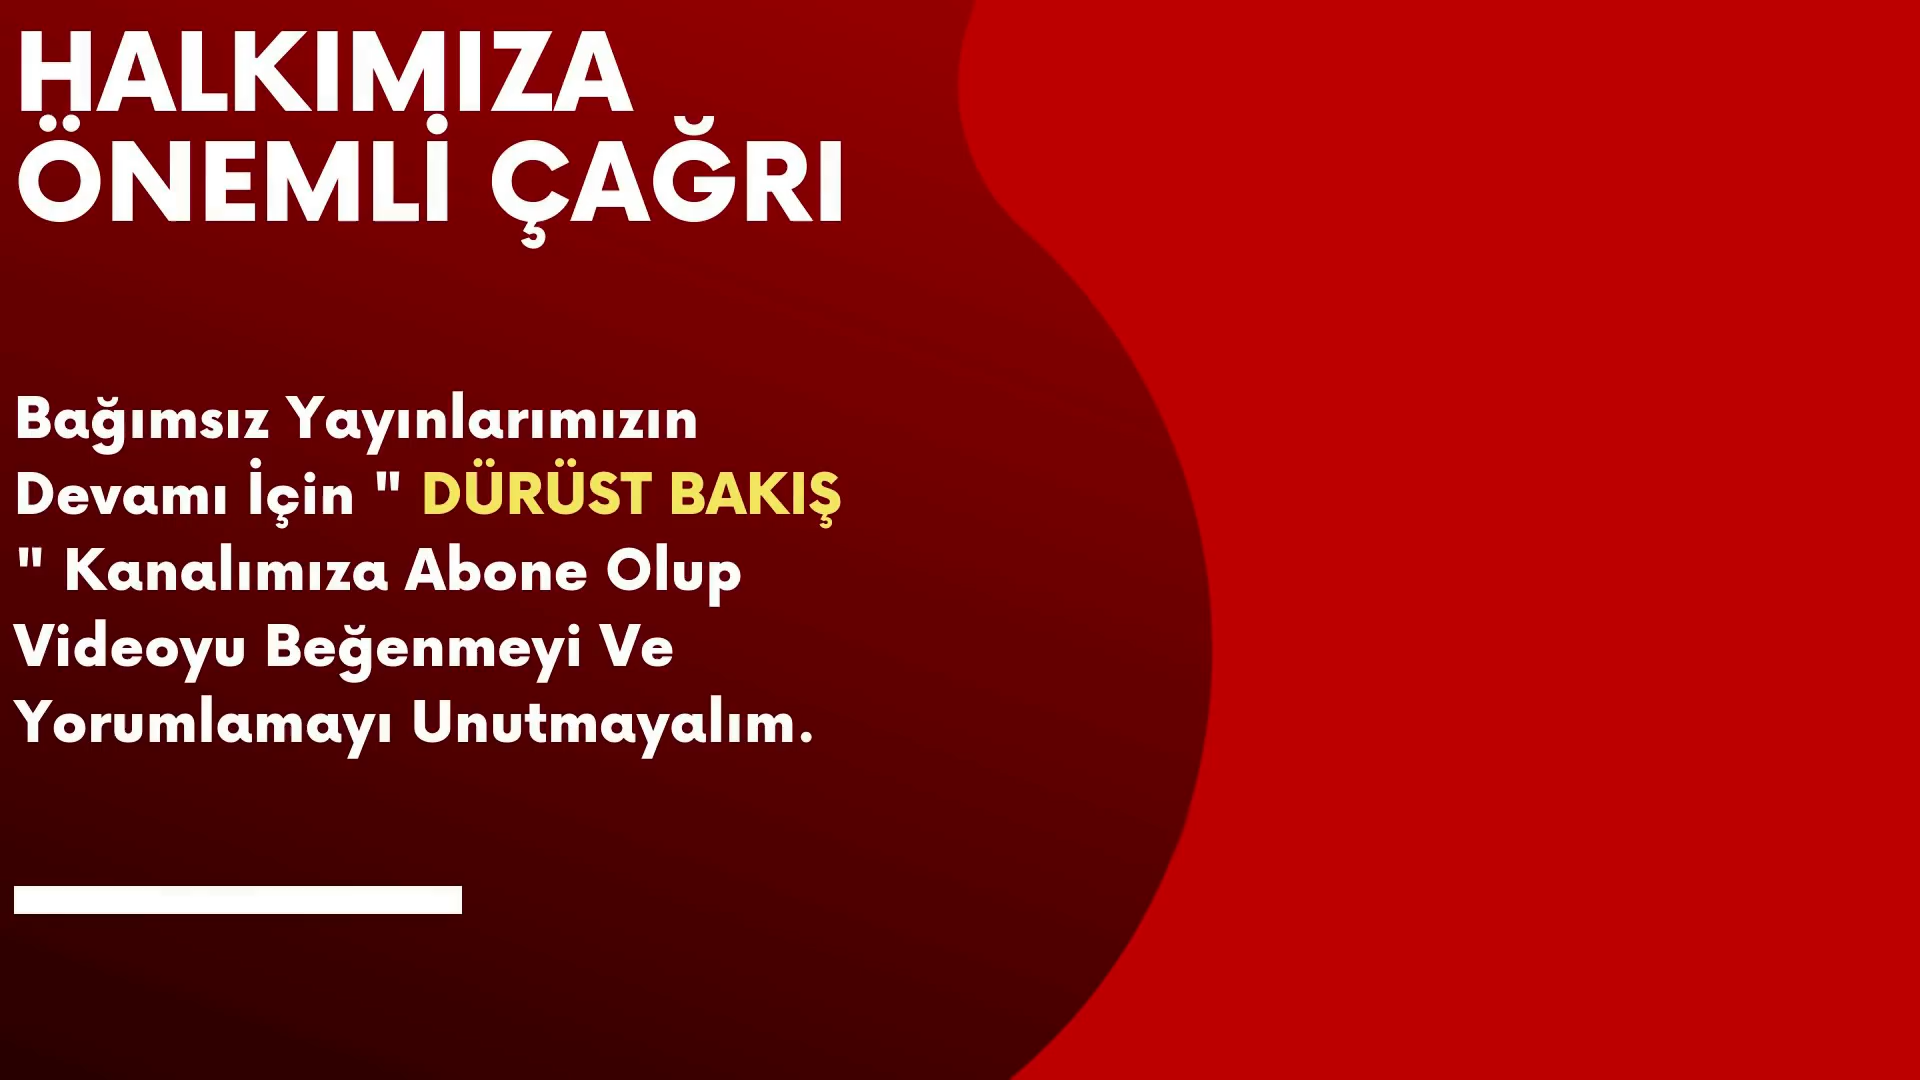 HALKIMIZA
ÖNEMLİ ÇAĞRI
Bağımsız Yayınlarımızın
Devamı İçin " DÜRÜST BAKIŞ
" Kanalımıza Abone Olup
Videoyu Beğenmeyi Ve
Yorumlamayı Unutmayalım.